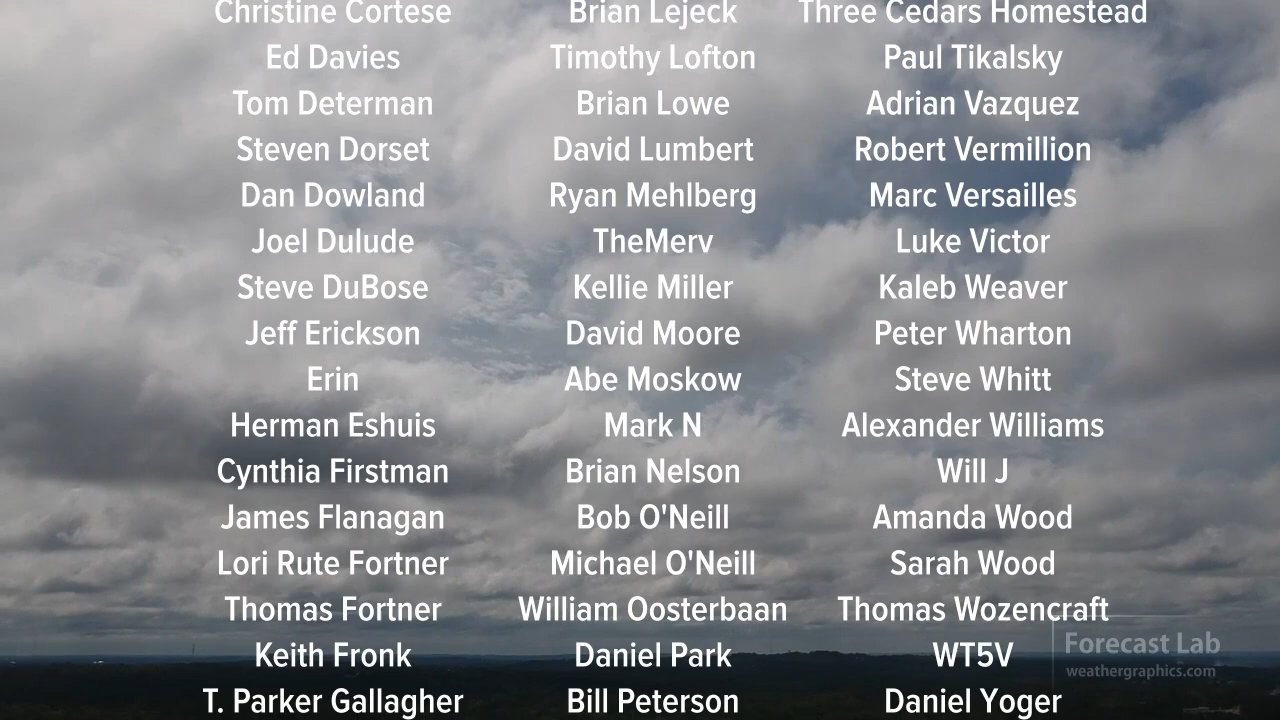 Christine Cortese
Ed Davies
Tom Determan
Steven Dorset
Dan Dowland
Joel Dulude
Steve DuBose
Jeff Erickson
Erin
Herman Eshuis
Cynthia Firstman
James Flanagan
Lori Rute Fortner
Thomas Fortner
Keith Fronk
T. Parker Gallagher
Brian Lejeck
Timothy Lofton
Brian Lowe
David Lumbert
Ryan Mehlberg
TheMerv
Kellie Miller
David Moore
Abe Moskow
Mark N
Brian Nelson
Bob O'Neill
Michael O'Neill
William Oosterbaan
Daniel Park
Bill Peterson
Three Cedars Homestead
Paul Tikalsky
Adrian Vazquez
Robert Vermillion
Marc Versailles
Luke Victor
Kaleb Weaver
Peter Wharton
Steve Whitt
Alexander Williams
Will J
Amanda Wood
Sarah Wood
Thomas Wozencraft
WT5V
Daniel Yoger
Forecast Lab
weathergraphics.com